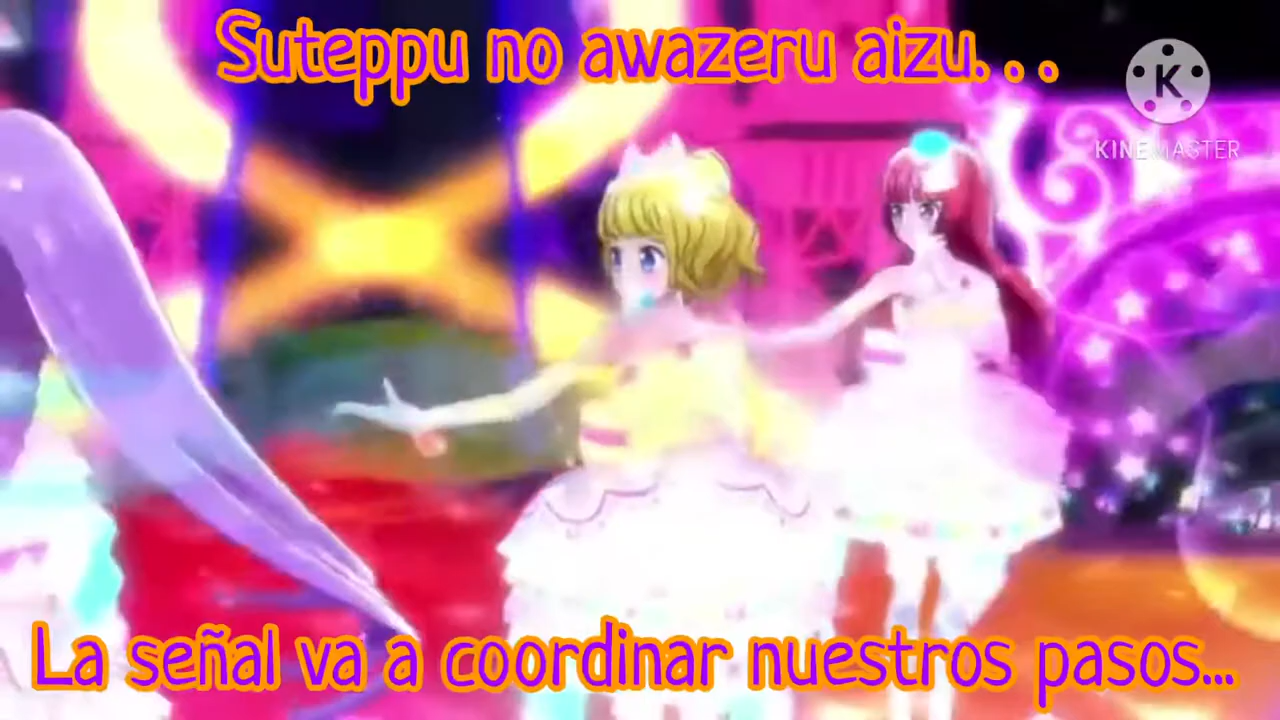 Suteppu no awazeru aizu...
K
KINEMASTER
La señal va a coordinar nuestros pasos...